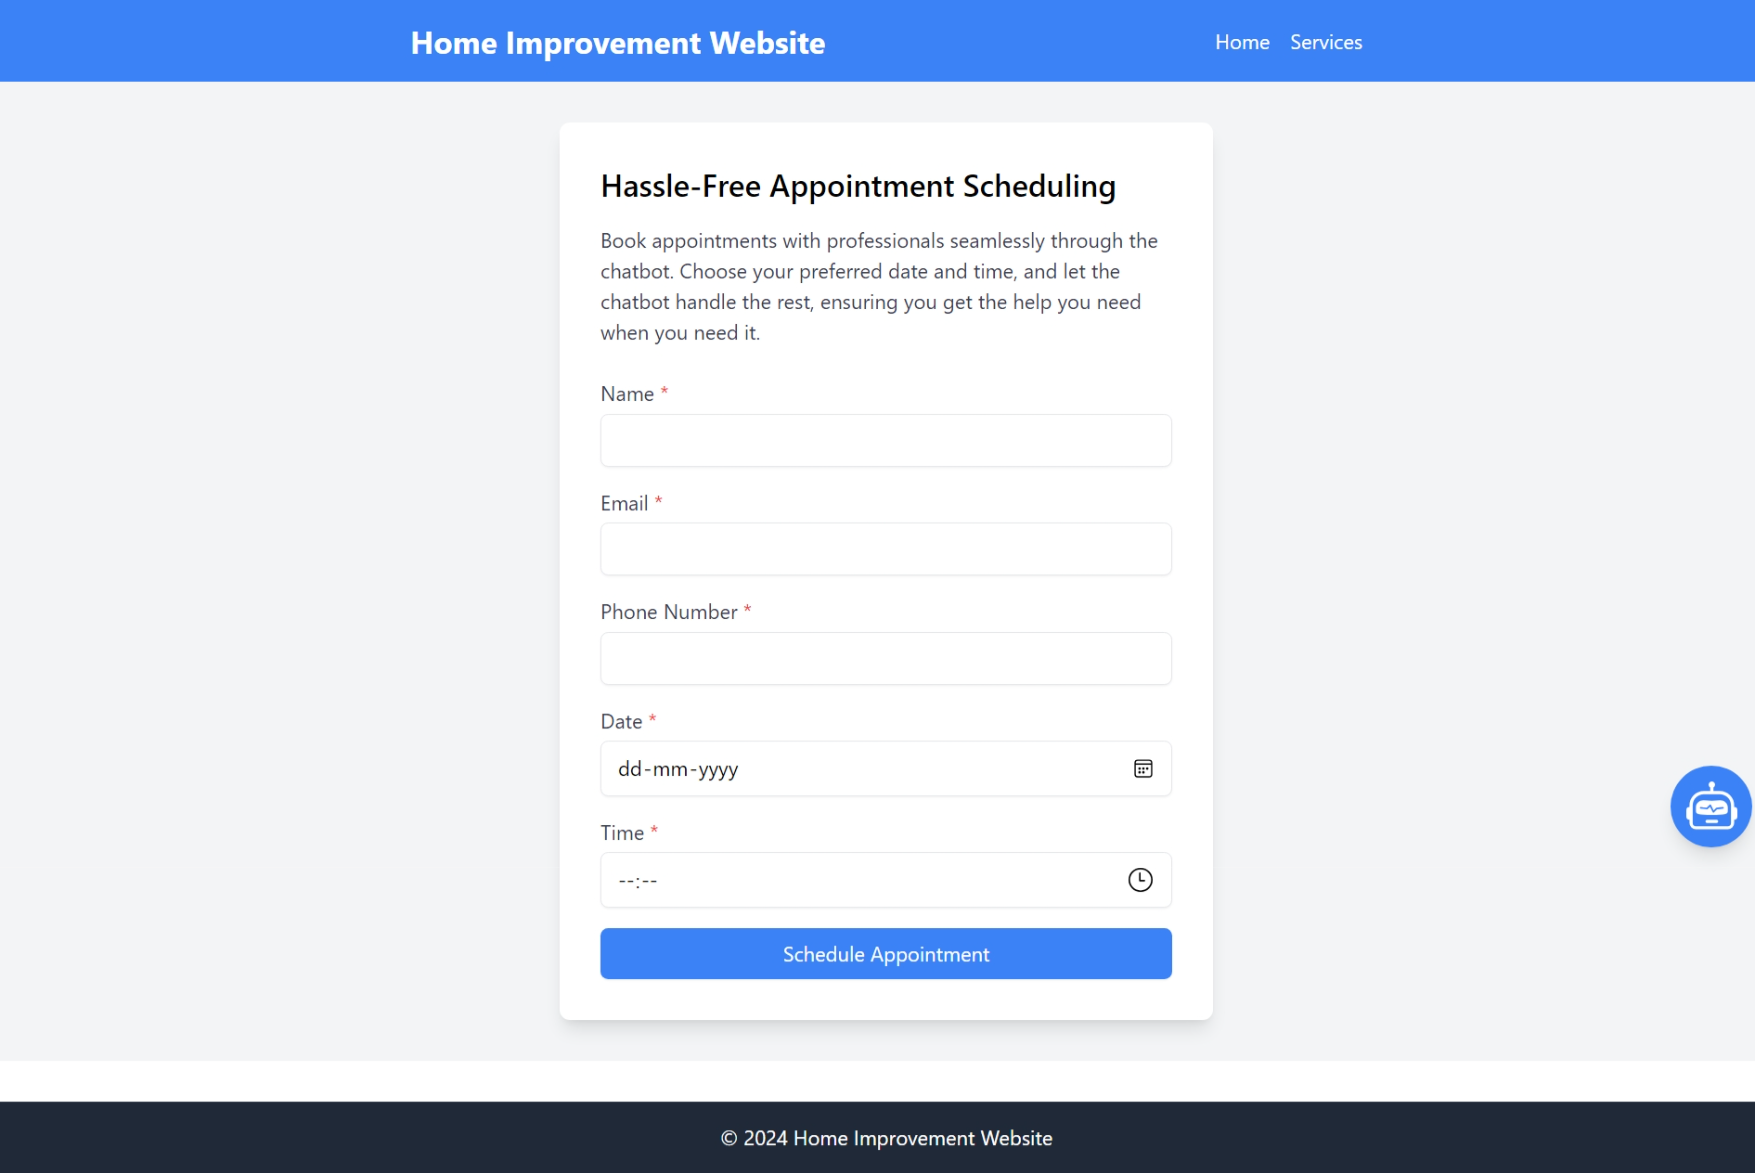 Home Improvement Website
Home Services
Hassle-Free Appointment Scheduling
Book appointments with professionals seamlessly through the
chatbot. Choose your preferred date and time, and let the
chatbot handle the rest, ensuring you get the help you need
when you need it.
Name *
Email *
Phone Number *
Date *
dd-mm-yyyy
Time *
--:--
Schedule Appointment
© 2024 Home Improvement Website